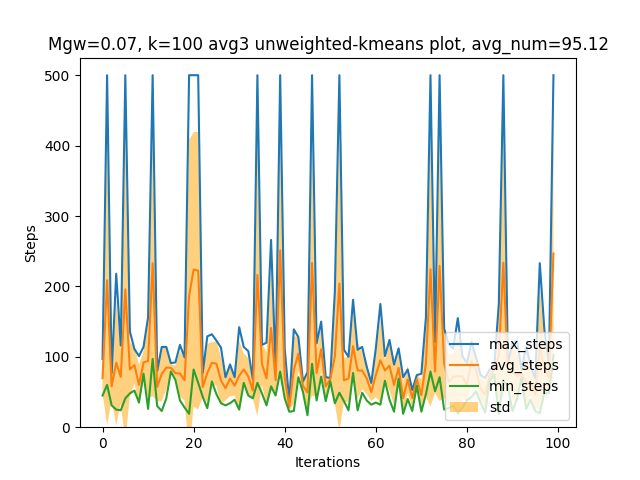 Mgw=0.07, k=100 avg3 unweighted-kmeans plot, avg_num=95.12
500
400
300
200
100
0
Steps
max_steps
avg_steps
min_steps
std
0 20 40 60 80 100
Iterations